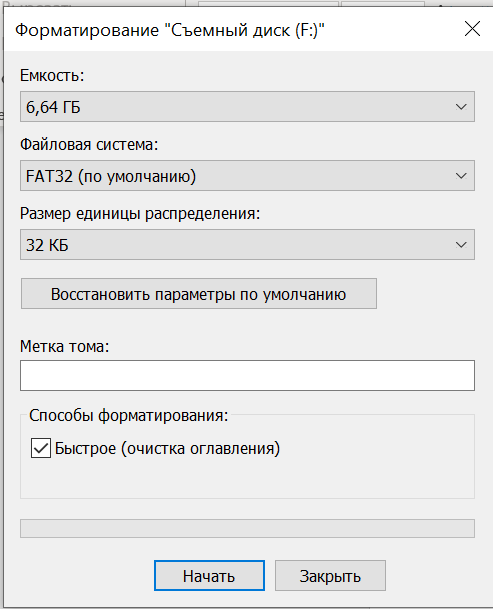 Форматирование "Съемный диск (F:)"
Емкость:
6,64 ГБ
Файловая система:
FAT32 (по умолчанию)
Размер единицы распределения:
32 КБ
Восстановить параметры по умолчанию
Метка тома:
Способы форматирования:
Быстрое (очистка оглавления)
Начать
Закрыть